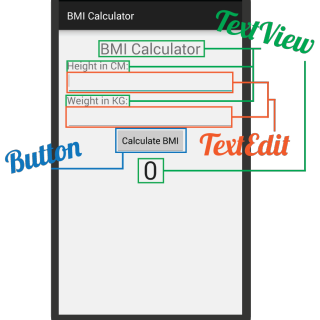 BMI Calculator
TextView
BMI Calculator
Height in CM:
Weight in KG:
TextEdit
Calculate BMI
Button
0